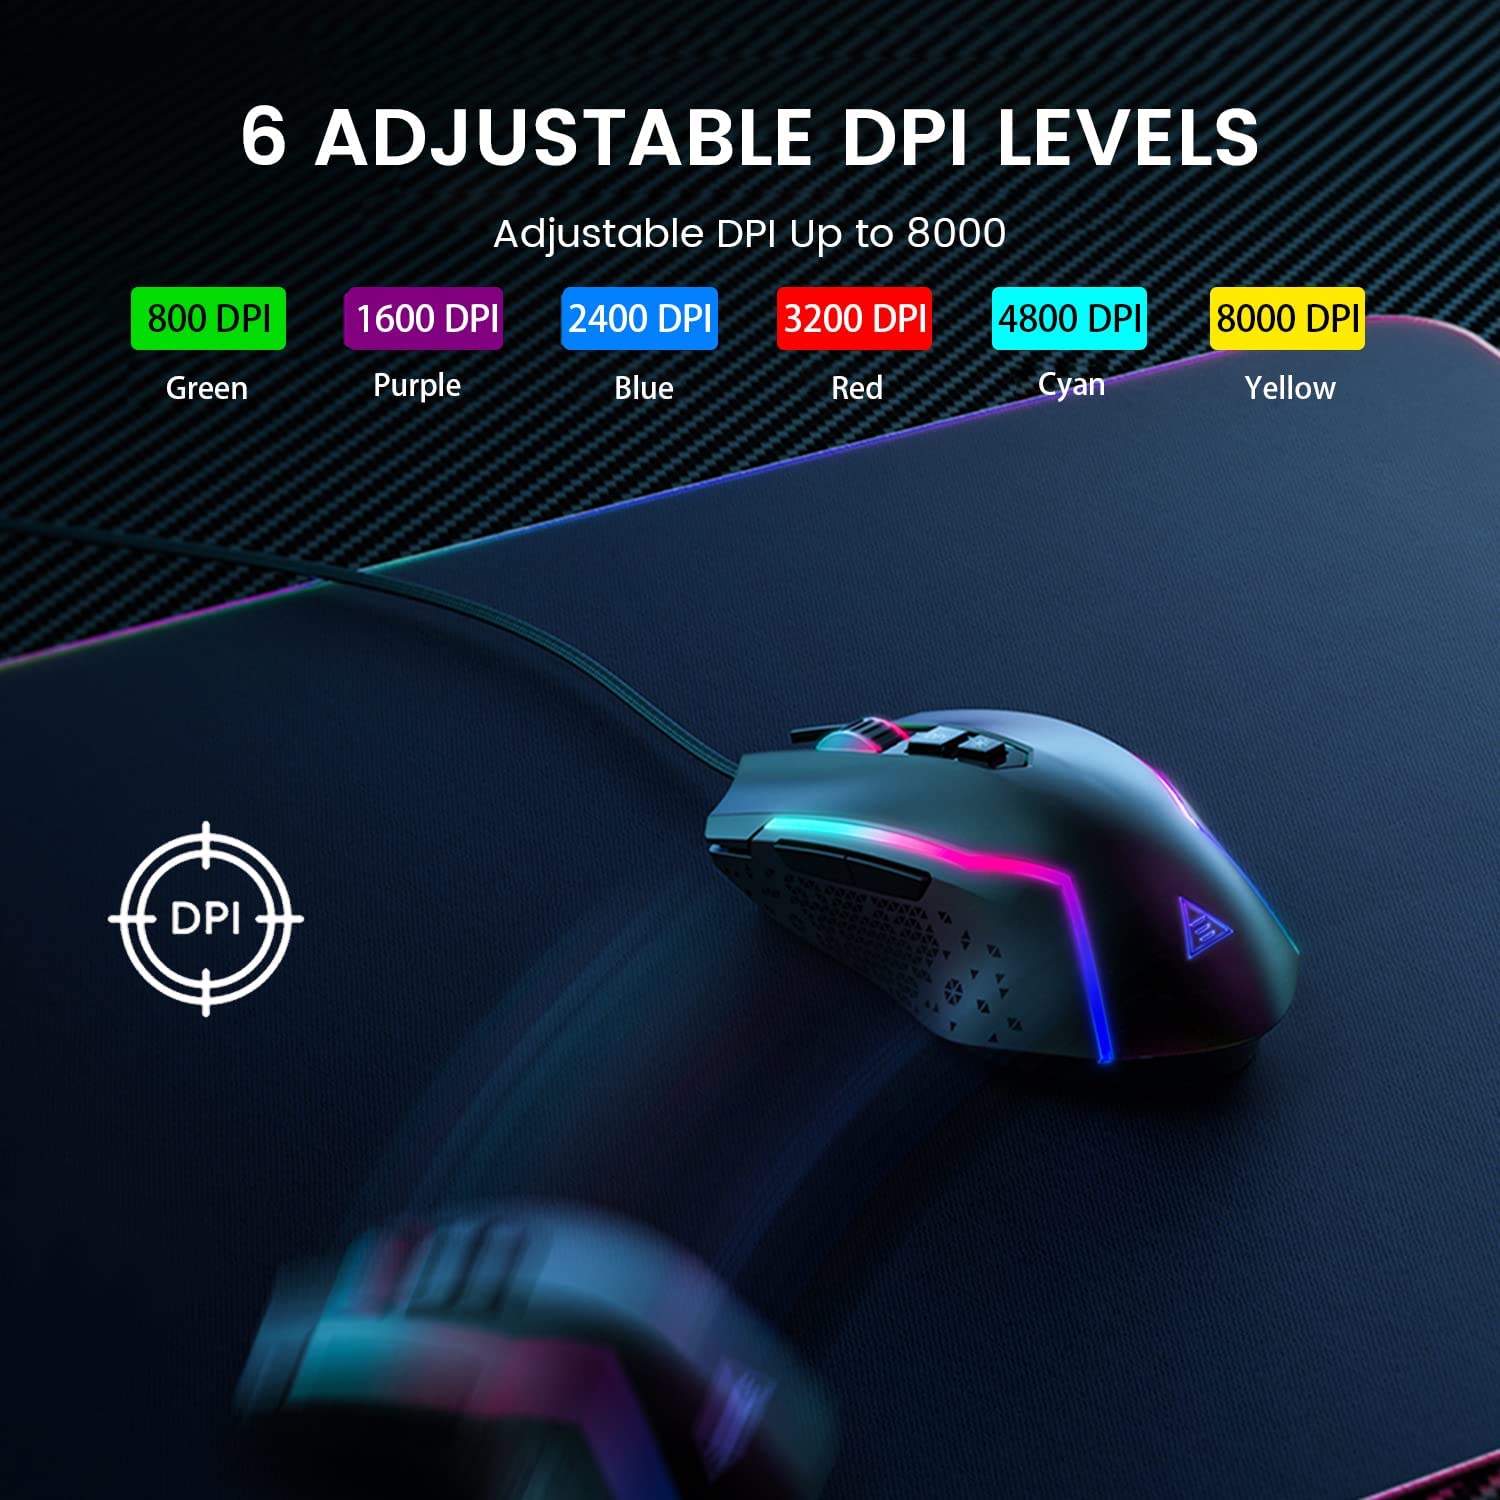 6 ADJUSTABLE DPI LEVELS
Adjustable DPI Up to 8000
800 DPI 1600 DPI 2400 DPI 3200 DPI 4800 DPI 8000 DPI
Green Purple Blue Red Cyan Yellow
DPI